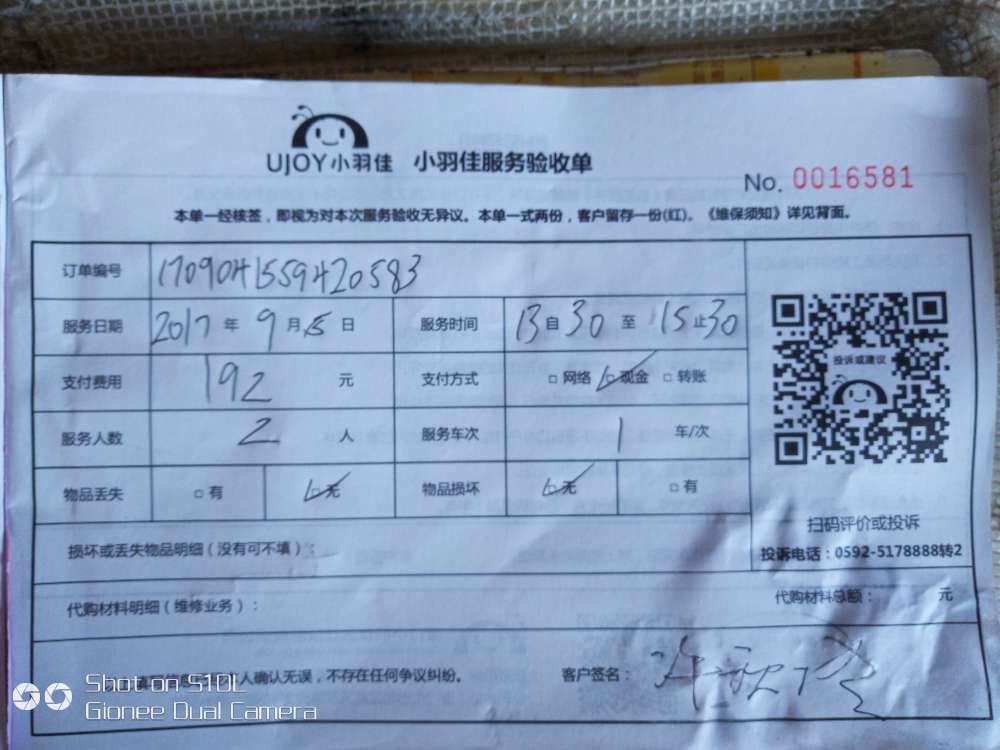 UJOY小羽佳 小羽佳服务验收单
No. 0016581
本单一经核签，即视为对本次服务验收无异议。本单一式两份，客户留存一份(红)。《维保须知》详见背面。
订单编号 170904155942058​3
服务日期 2017年9月5日 服务时间 13自30至15止30
支付费用 192元 支付方式 □网络 □现金 □转账
服务人数 2人 服务车次 1车/次
物品丢失 □有 □无 物品损坏 □无 □有
投诉或建议
扫码评价或投诉
投诉电话：0592-5178888转2
损坏或丢失物品明细（没有可不填）：
代购材料明细（维修业务）： 代购材料总额： 元
人确认无误，不存在任何争议纠纷。 客户签名：
Shot on S10L
Gionee Dual Camera